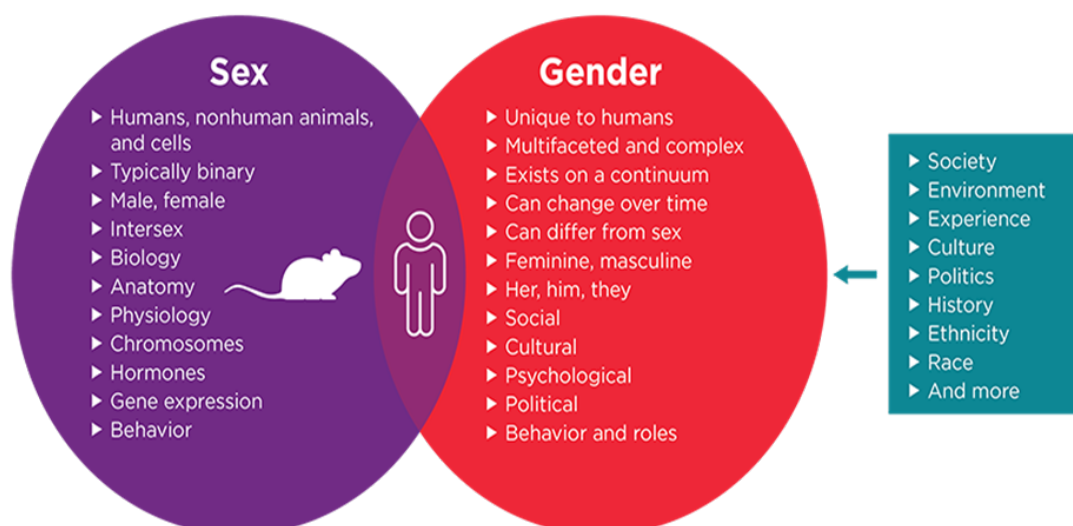 Sex
▶ Humans, nonhuman animals,
and cells
▶ Typically binary
▶ Male, female
▶ Intersex
▶ Biology
▶ Anatomy
▶ Physiology
▶ Chromosomes
▶ Hormones
▶ Gene expression
▶ Behavior
Gender
▶ Unique to humans
▶ Multifaceted and complex
▶ Exists on a continuum
▶ Can change over time
▶ Can differ from sex
▶ Feminine, masculine
▶ Her, him, they
▶ Social
▶ Cultural
▶ Psychological
▶ Political
▶ Behavior and roles
▶ Society
▶ Environment
▶ Experience
▶ Culture
▶ Politics
▶ History
▶ Ethnicity
▶ Race
▶ And more